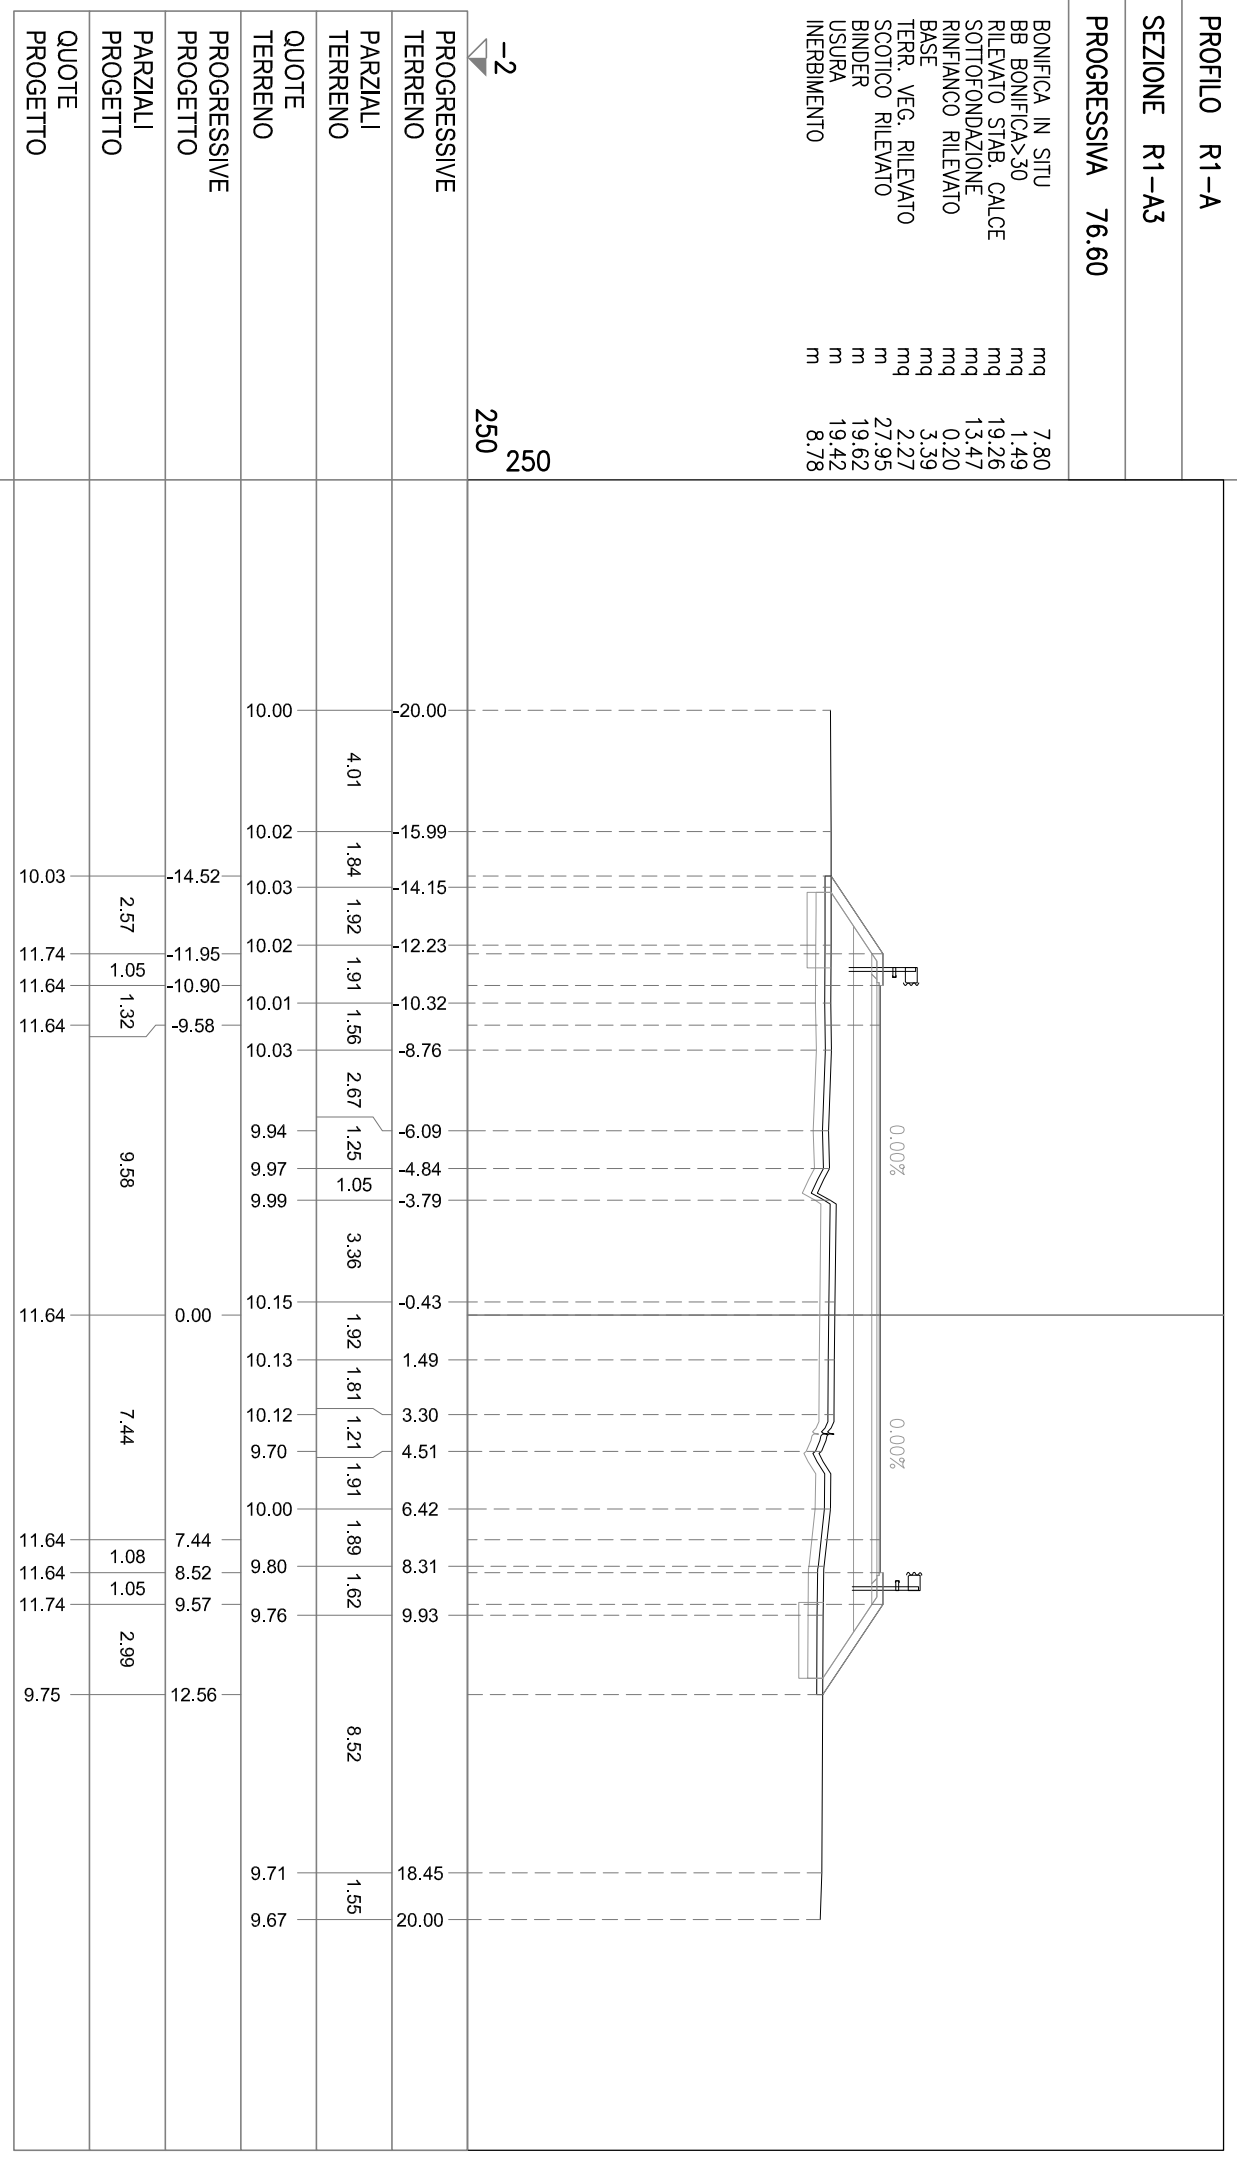 PROFILO R1-A
SEZIONE R1-A3
PROGRESSIVA 76.60
BONIFICA IN SITU mq 7.80
BB BONIFICA>30 mq 1.49
RILEVATO STAB. CALCE mq 19.26
SOTTOFONDAZIONE mq 13.47
RINFIANCO RILEVATO mq 0.20
BASE mq 3.39
TERR. VEG. RILEVATO mq 2.27
SCOTICO RILEVATO m 27.95
BINDER m 19.62
USURA m 19.42
INERBIMENTO m 8.78
0.00% 0.00%
250
250
-2
PROGRESSIVE TERRENO -20.00 -15.99 -14.15 -12.23 -10.32 -8.76 -6.09 -4.84 -3.79 -0.43 1.49 3.30 4.51 6.42 8.31 9.93 18.45 20.00
PARZIALI TERRENO 4.01 1.84 1.92 1.91 1.56 2.67 1.25 1.05 3.36 1.92 1.81 1.21 1.91 1.89 1.62 8.52 1.55
QUOTE TERRENO 10.00 10.02 10.03 10.02 10.01 10.03 9.94 9.97 9.99 10.15 10.13 10.12 9.70 10.00 9.80 9.76 9.71 9.67
PROGRESSIVE PROGETTO -14.52 -11.95 -10.90 -9.58 0.00 7.44 8.52 9.57 12.56
PARZIALI PROGETTO 2.57 1.05 1.32 9.58 7.44 1.08 1.05 2.99
QUOTE PROGETTO 10.03 11.74 11.64 11.64 11.64 11.64 11.64 11.74 9.75